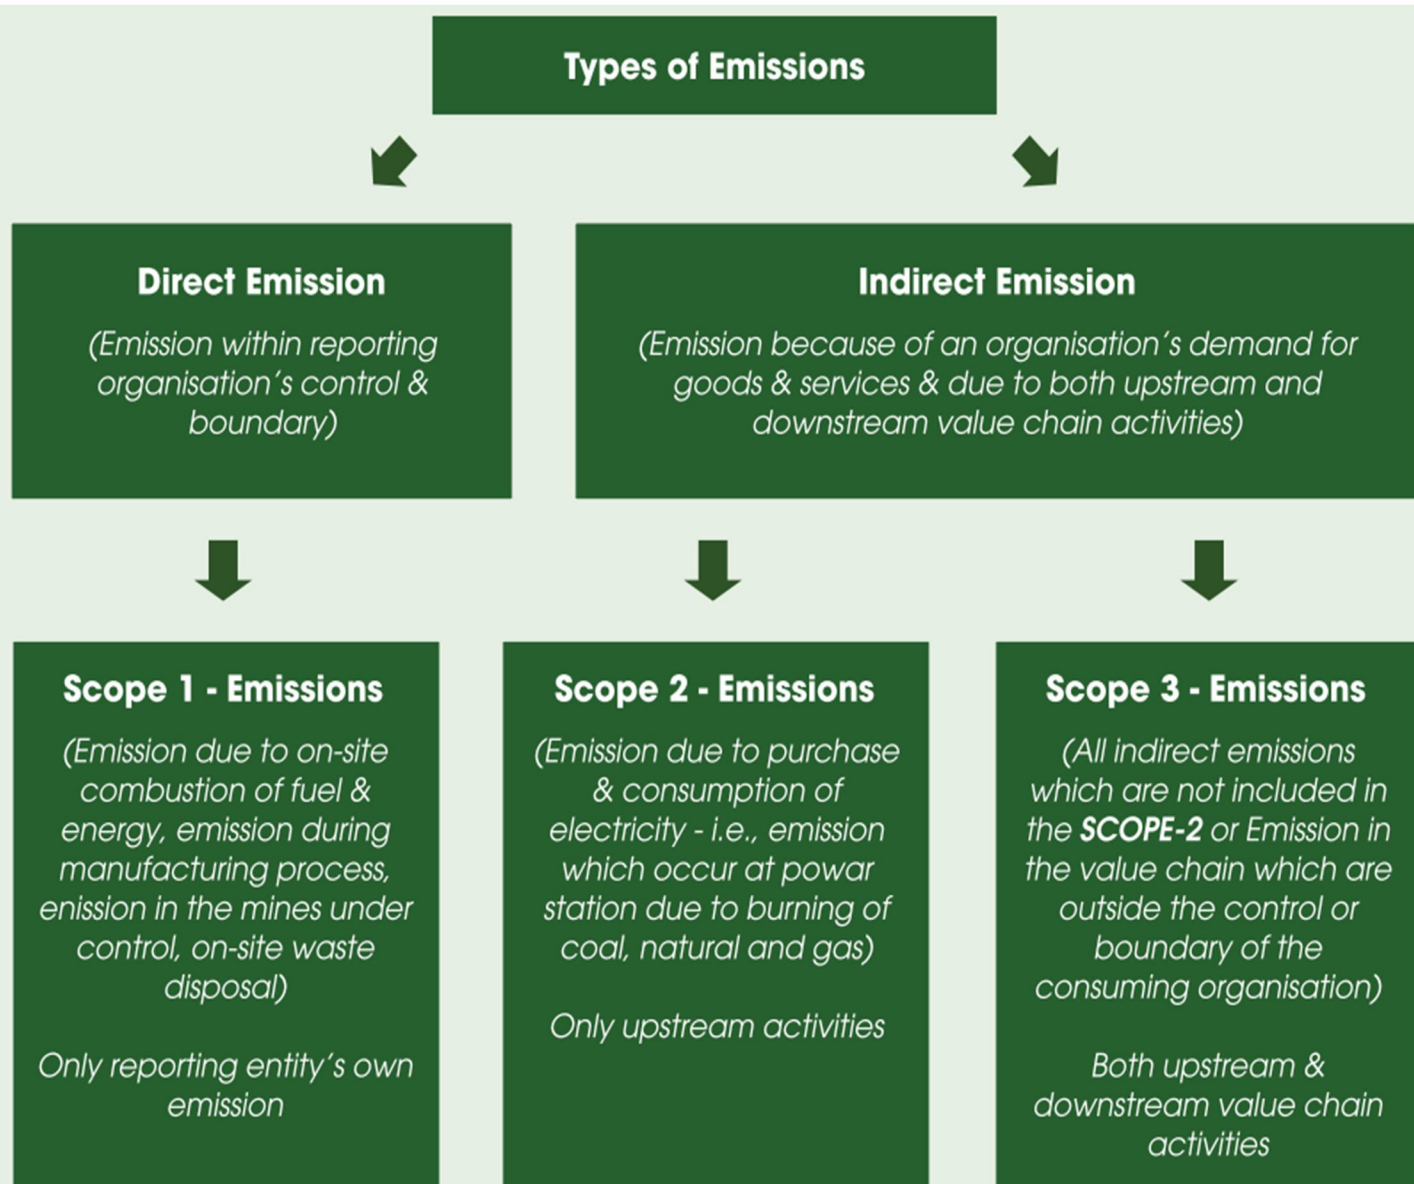 Types of Emissions
Direct Emission
(Emission within reporting
organisation´s control &
boundary)
Indirect Emission
(Emission because of an organisation´s demand for
goods & services & due to both upstream and
downstream value chain activities)
Scope 1 - Emissions
(Emission due to on-site
combustion of fuel &
energy, emission during
manufacturing process,
enission in the mines under
control, on-site waste
disposal)
Only reporting entity´s own
emission
Scope 2 - Emissions
(Emission due to purchase
& consumption of
electricity - i.e., emission
which occur at powar
station due to burning of
coal, natural and gas)
Only upstream activities
Scope 3 - Emissions
(All indirect emissions
which are not included in
the SCOPE-2 or Emission in
the value chain which are
outside the control or
boundary of the
consuming organisation)
Both upstream &
downstream value chain
activities